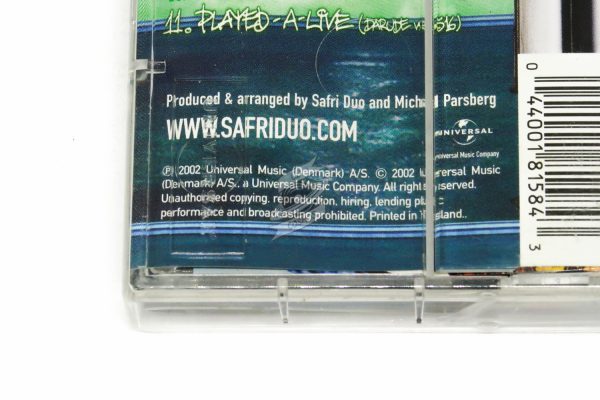 11. PLAYED-A-LIVE (DARUDE VS. JS16)
Produced & arranged by Safri Duo and Michael Parsberg
WWW.SAFRIDUO.COM
UNIVERSAL
a Universal Music Company
℗ 2002 Universal Music (Denmark) A/S. © 2002 Universal Music
(Denmark) A/S., a Universal Music Company. All rights reserved.
Unauthorised copying, reproduction, hiring, lending public
performance and broadcasting prohibited. Printed in
0 44001 81584 3